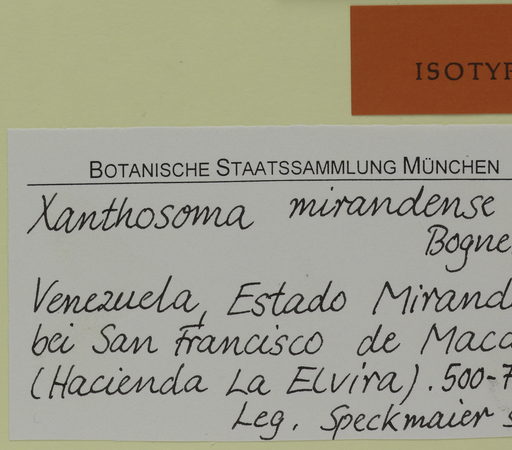 ISOTYP
BOTANISCHE STAATSSAMMLUNG MÜNCHEN
Xanthosoma mirandense
Bogne
Venezuela, Estado Mirand
bei San Francisco de Maca
(Hacienda La Elvira). 500-7
Leg. Speckmaier s